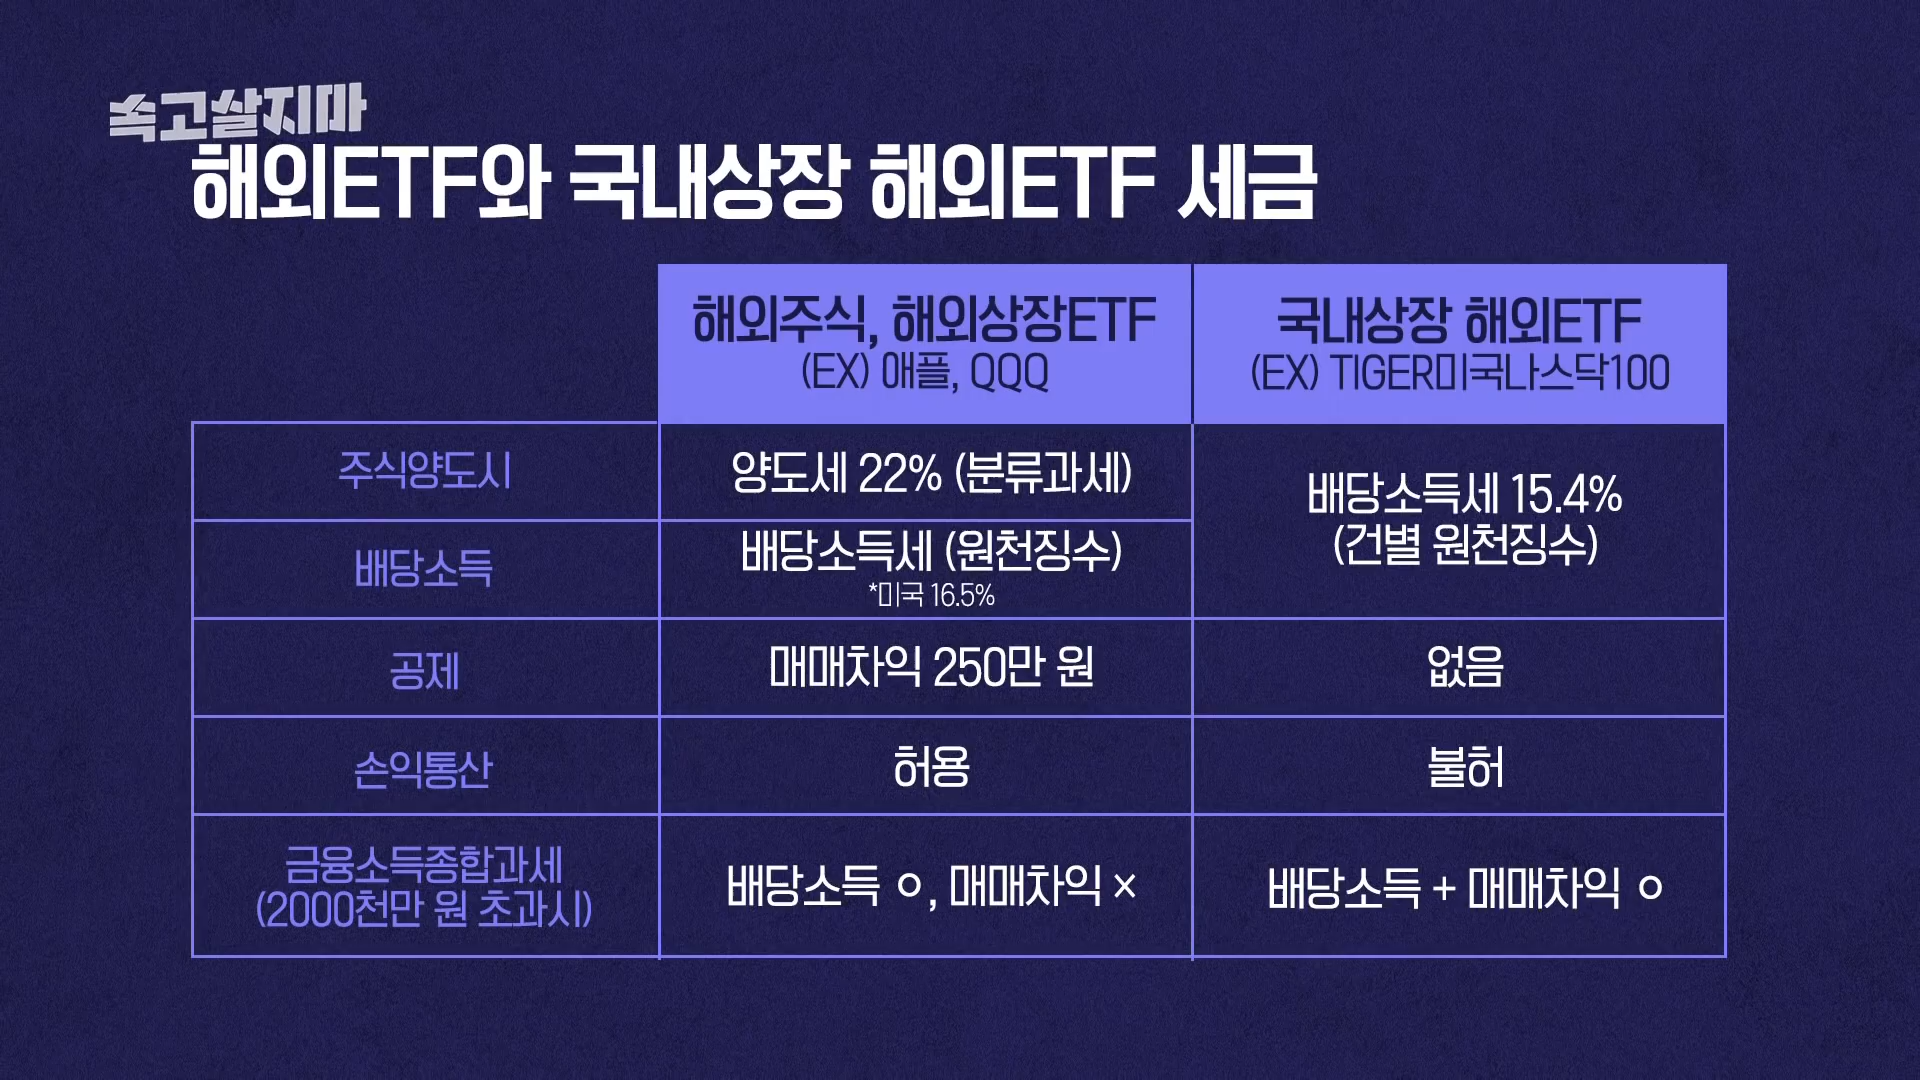 속고살지마
해외ETF와 국내상장 해외ETF 세금
해외주식, 해외상장ETF
(EX) 애플, QQQ
국내상장 해외ETF
(EX) TIGER미국나스닥100
주식양도시
양도세 22% (분류과세)
배당소득세 15.4%
(건별 원천징수)
배당소득
배당소득세 (원천징수)
*미국 16.5%
공제
매매차익 250만 원
없음
손익통산
허용
불허
금융소득종합과세
(2000천만 원 초과시)
배당소득 ㅇ, 매매차익 ×
배당소득 + 매매차익 ㅇ